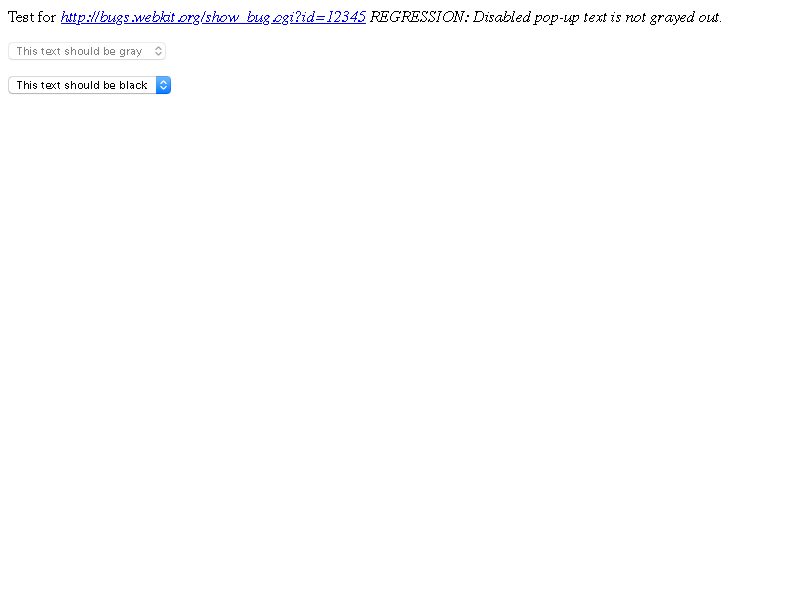 Test for http://bugs.webkit.org/show_bug.cgi?id=12345 REGRESSION: Disabled pop-up text is not grayed out.
This text should be gray
This text should be black